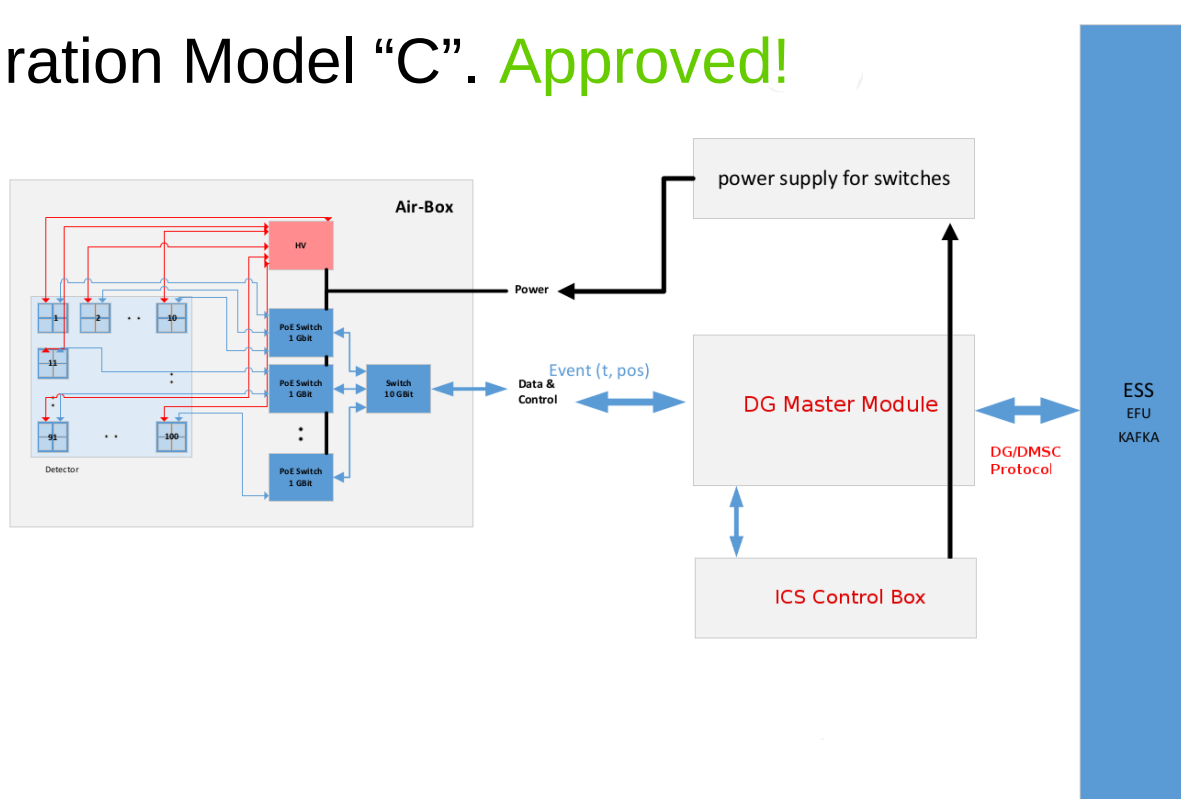 ration Model “C”. Approved!
power supply for switches
Air-Box
HV
Power
1
2
10
PoE Switch
1 Gbit
11
PoE Switch
1 GBit
Switch
10 GBit
Event (t, pos)
Data &
Control
DG Master Module
ESS
EFU
KAFKA
DG/DMSC
Protocol
91
100
Detector
PoE Switch
1 GBit
ICS Control Box